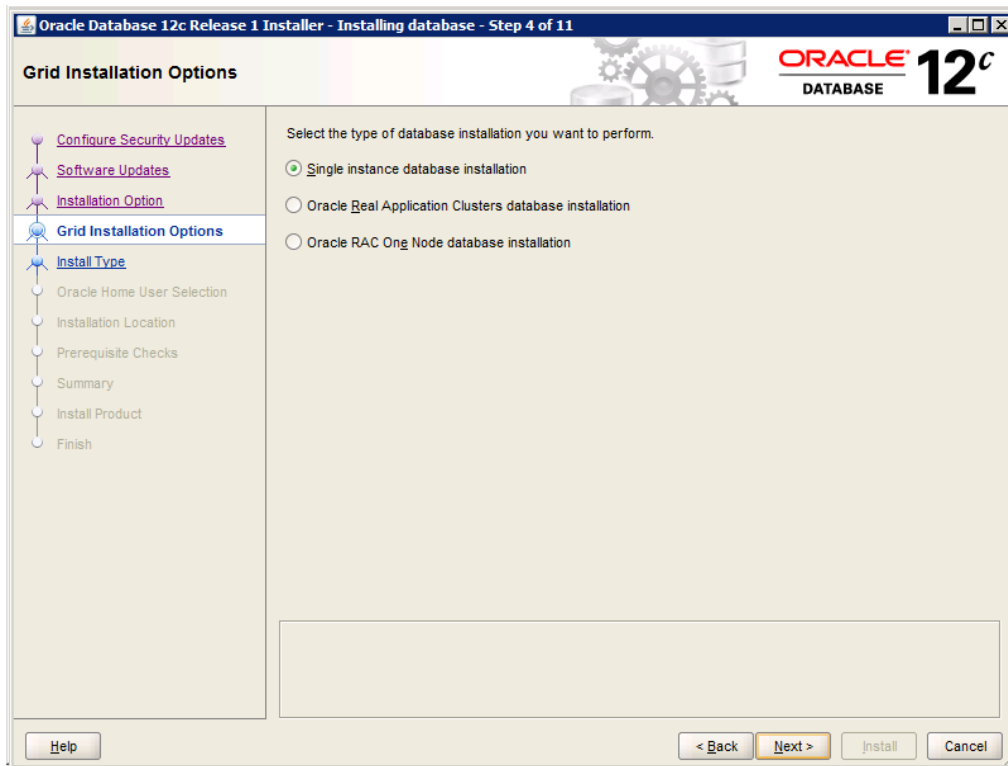 Oracle Database 12c Release 1 Installer - Installing database - Step 4 of 11
Grid Installation Options
ORACLE
DATABASE
12c
Configure Security Updates
Software Updates
Installation Option
Grid Installation Options
Install Type
Oracle Home User Selection
Installation Location
Prerequisite Checks
Summary
Install Product
Finish
Select the type of database installation you want to perform.
Single instance database installation
Oracle Real Application Clusters database installation
Oracle RAC One Node database installation
Help
< Back
Next >
Install
Cancel